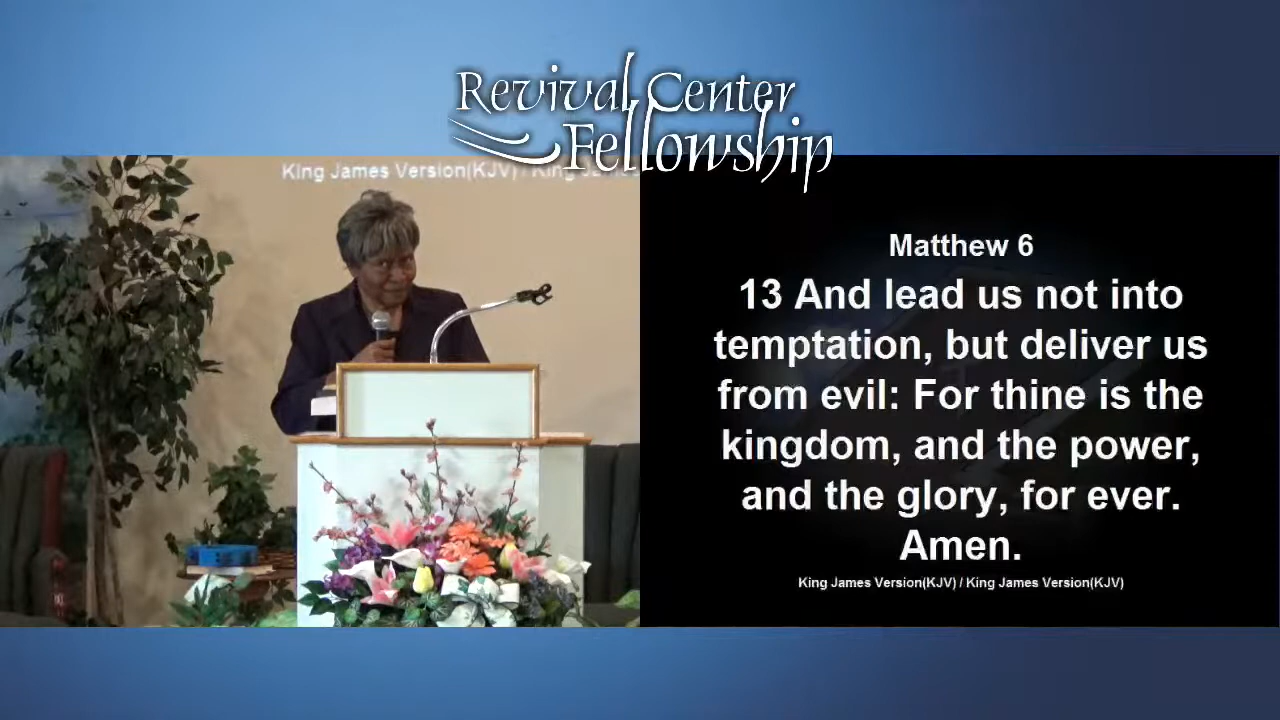 Revival Center
Fellowship
King James Version(KJV) / King James
Matthew 6
13 And lead us not into
temptation, but deliver us
from evil: For thine is the
kingdom, and the power,
and the glory, for ever.
Amen.
King James Version(KJV) / King James Version(KJV)